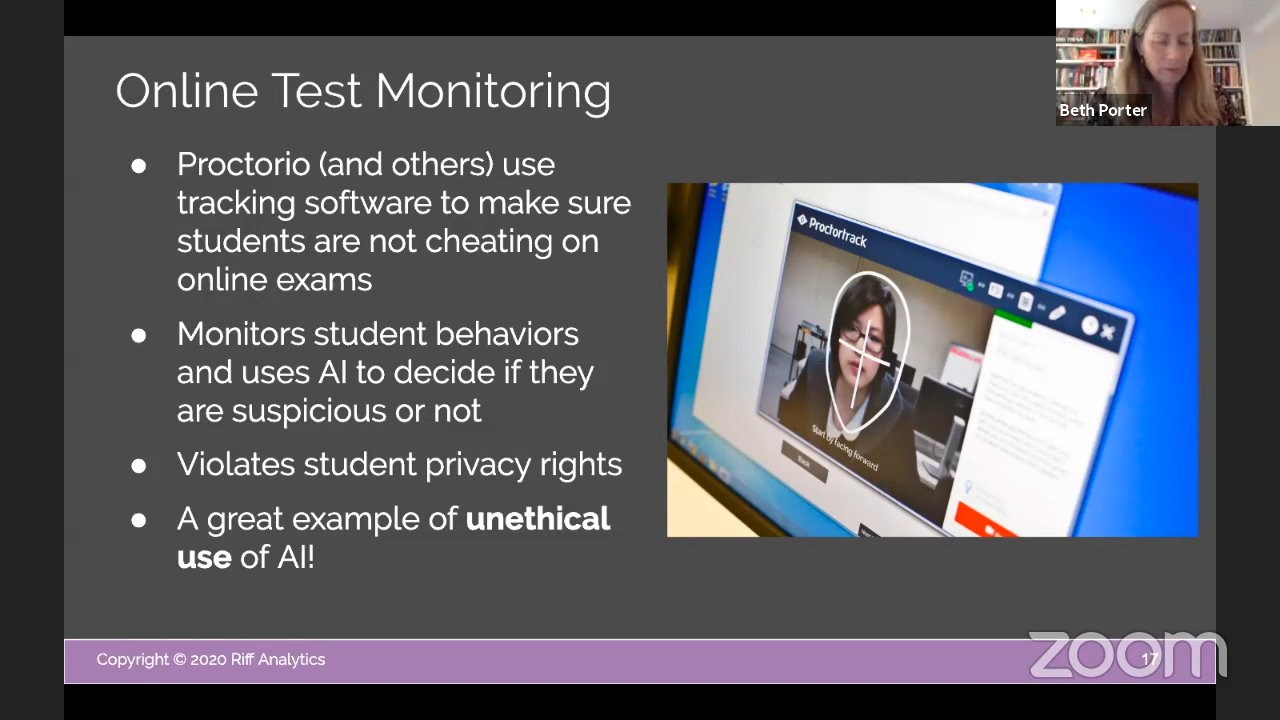 Online Test Monitoring
Beth Porter
● Proctorio (and others) use
tracking software to make sure
students are not cheating on
online exams
● Monitors student behaviors
and uses AI to decide if they
are suspicious or not
● Violates student privacy rights
● A great example of unethical
use of AI!
Proctortrack
Start by facing forward
Back
Copyright © 2020 Riff Analytics
17
zoom